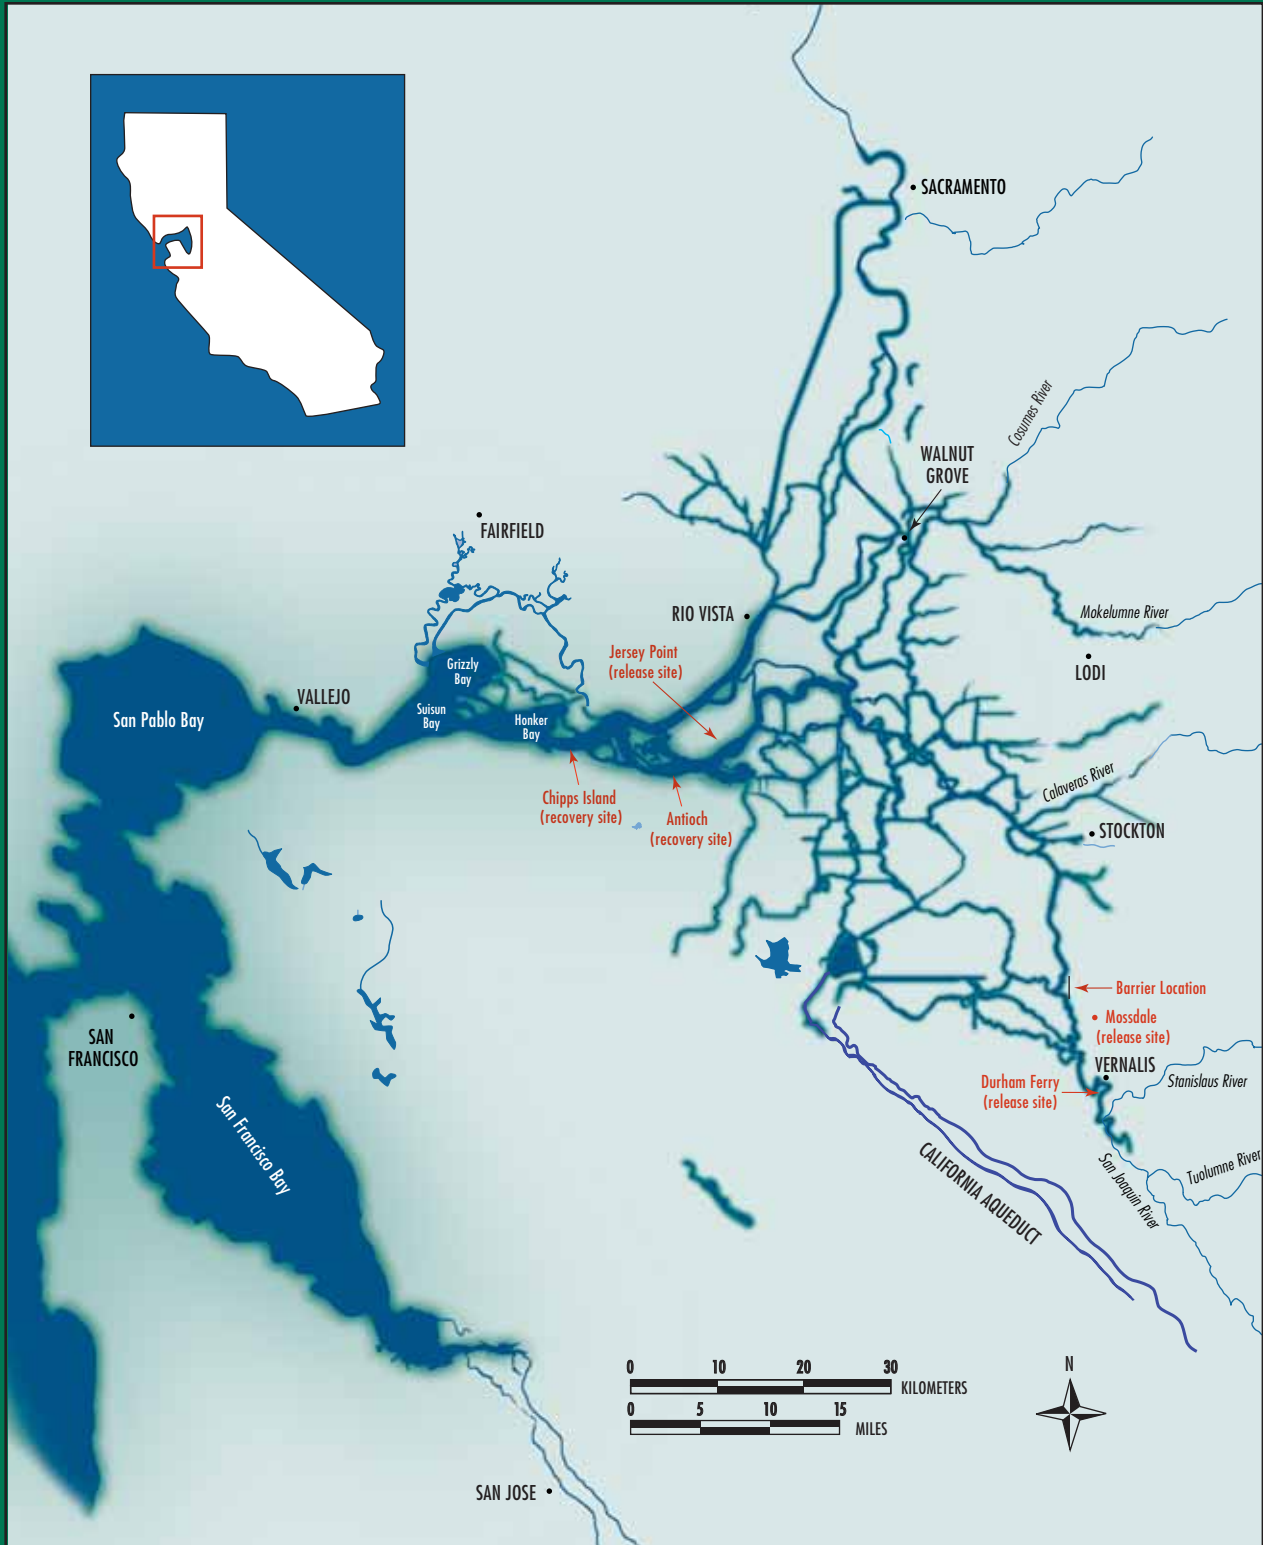 SACRAMENTO
Cosumes River
WALNUT
GROVE
FAIRFIELD
RIO VISTA
Mokelumne River
Jersey Point
(release site)
LODI
Grizzly
Bay
VALLEJO
San Pablo Bay
Suisun
Bay
Honker
Bay
Calaveras River
Chipps Island
(recovery site)
Antioch
(recovery site)
STOCKTON
Barrier Location
Mossdale
(release site)
SAN
FRANCISCO
VERNALIS
Stanislaus River
Durham Ferry
(release site)
San Francisco Bay
CALIFORNIA AQUEDUCT
San Joaquin River
Tuolumne River
0 10 20 30
KILOMETERS
0 5 10 15
MILES
N
SAN JOSE